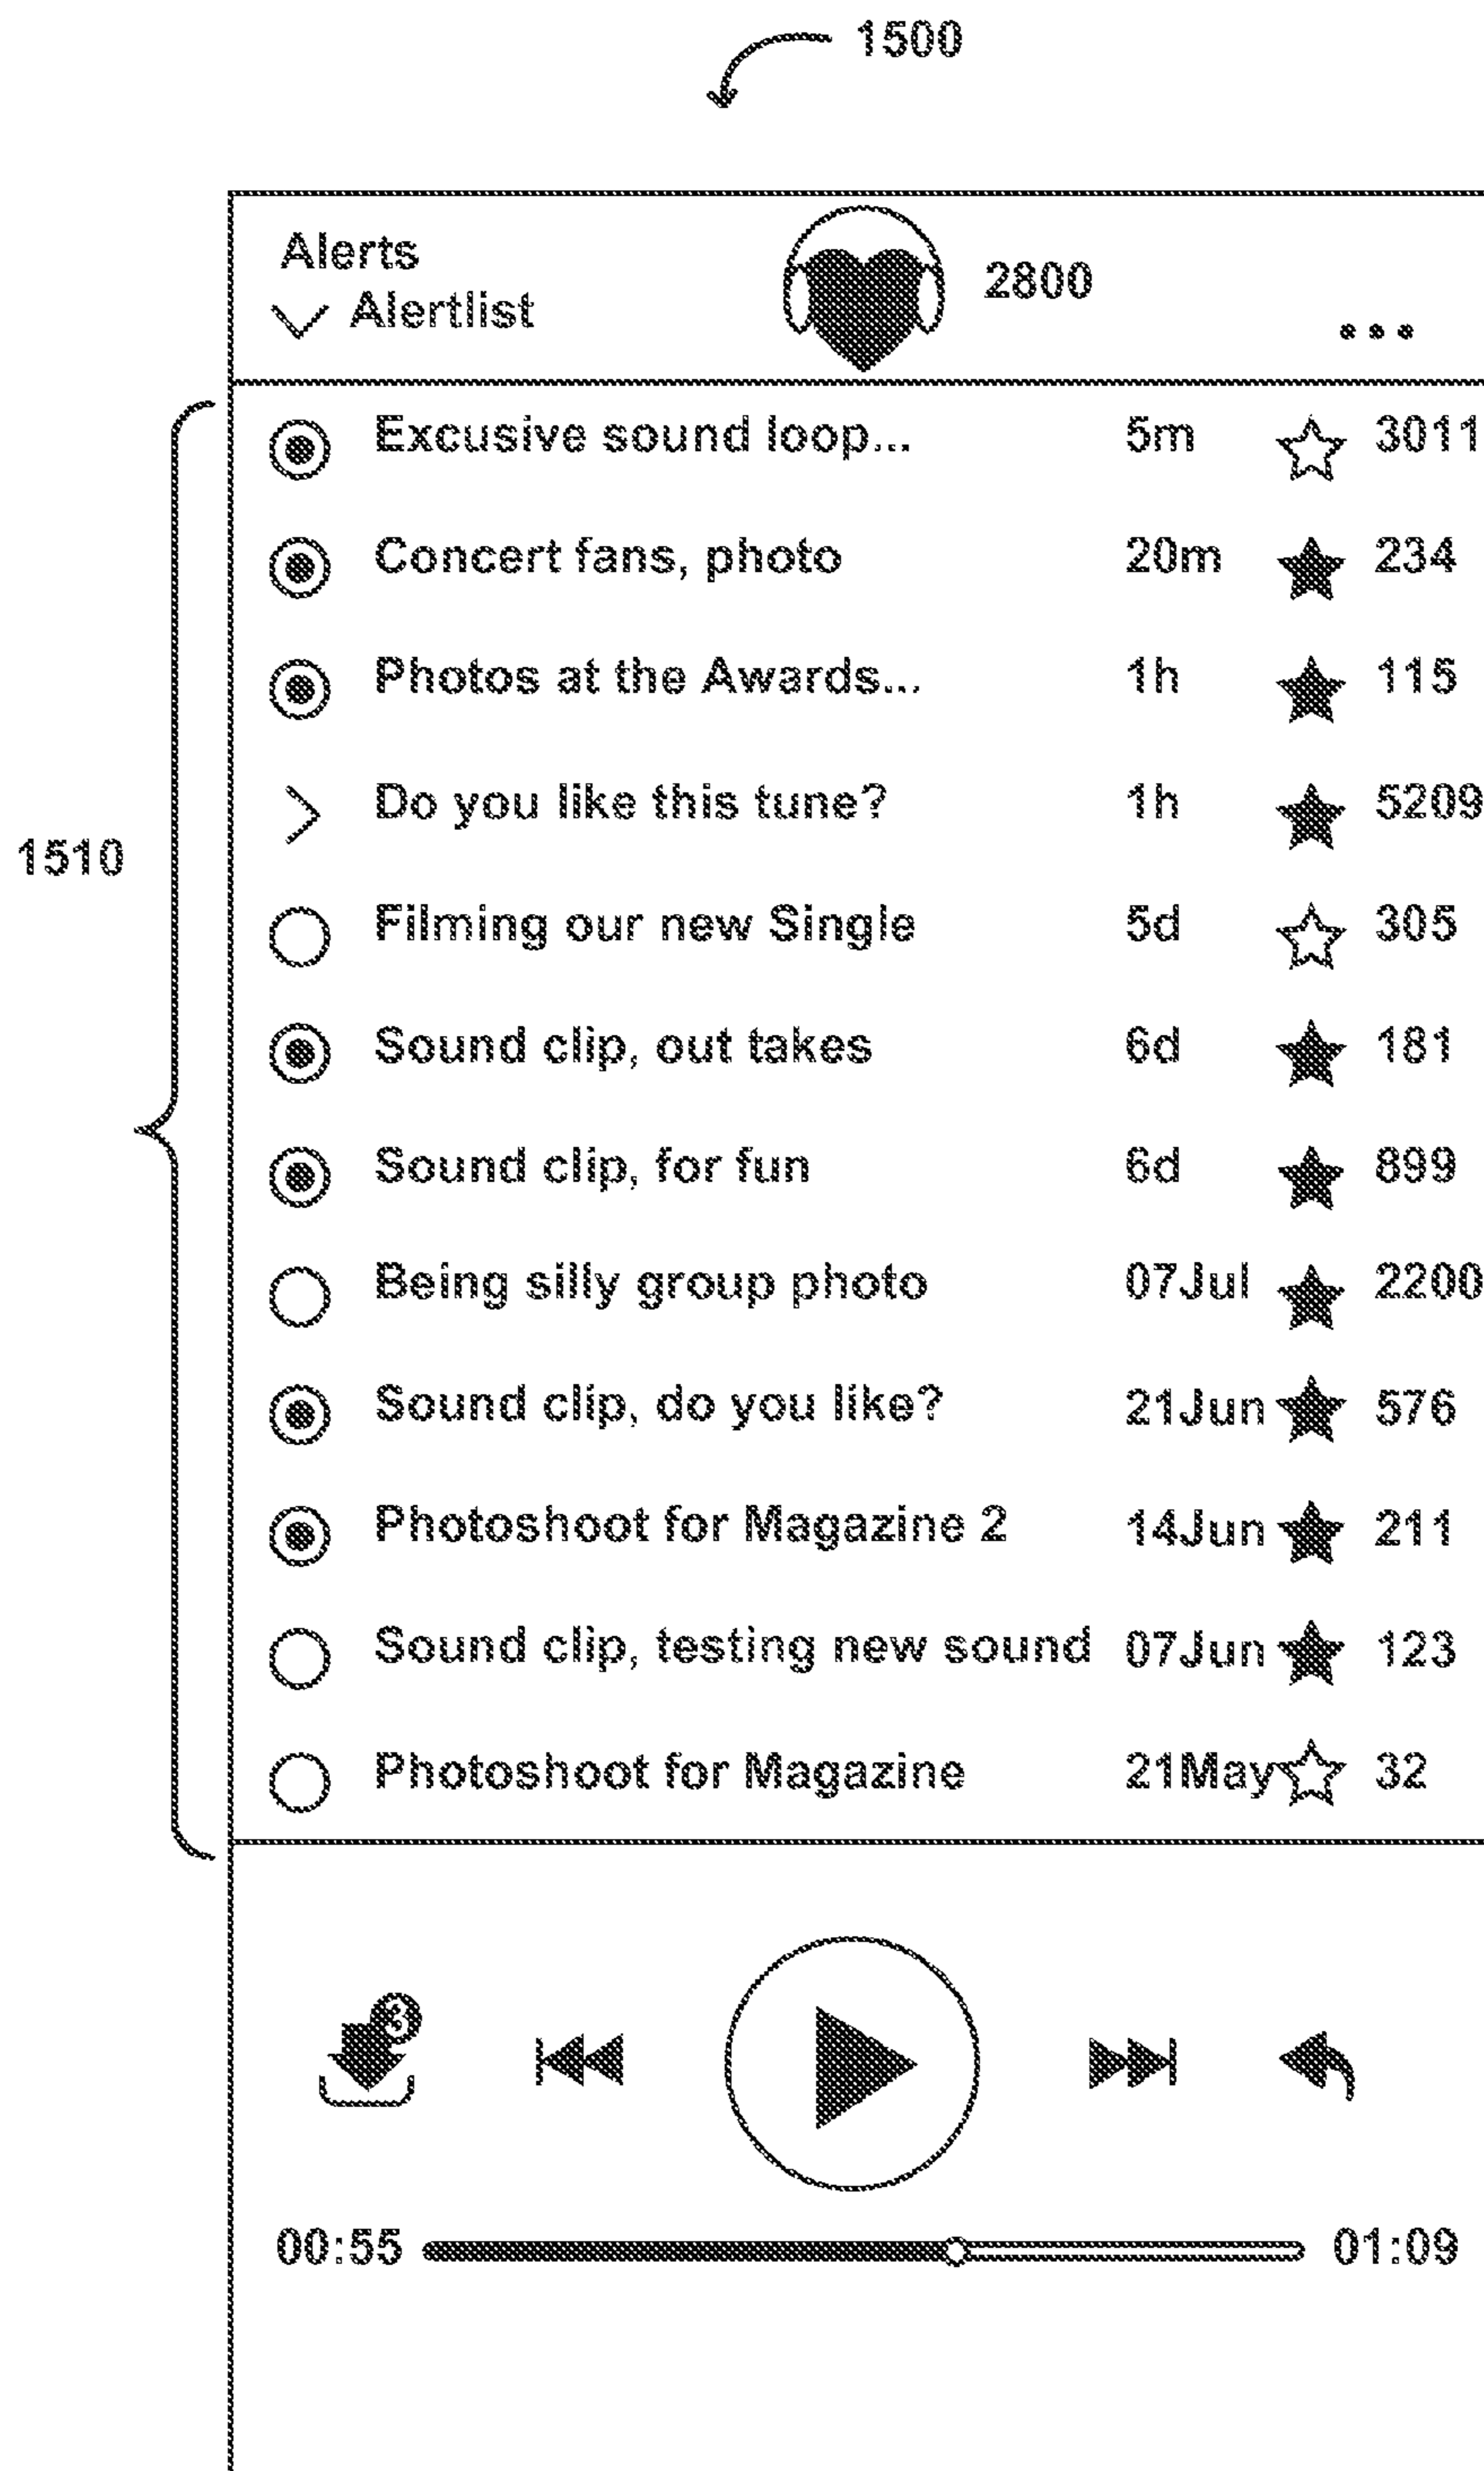 1500
Alerts
Alertlist
2800
...
Excusive sound loop... 5m 3011
Concert fans, photo 20m 234
Photos at the Awards... 1h 115
Do you like this tune? 1h 5209
1510
Filming our new Single 5d 305
Sound clip, out takes 6d 181
Sound clip, for fun 6d 899
Being silly group photo 07Jul 2200
Sound clip, do you like? 21Jun 576
Photoshoot for Magazine 2 14Jun 211
Sound clip, testing new sound 07Jun 123
Photoshoot for Magazine 21May 32
3
00:55 01:09